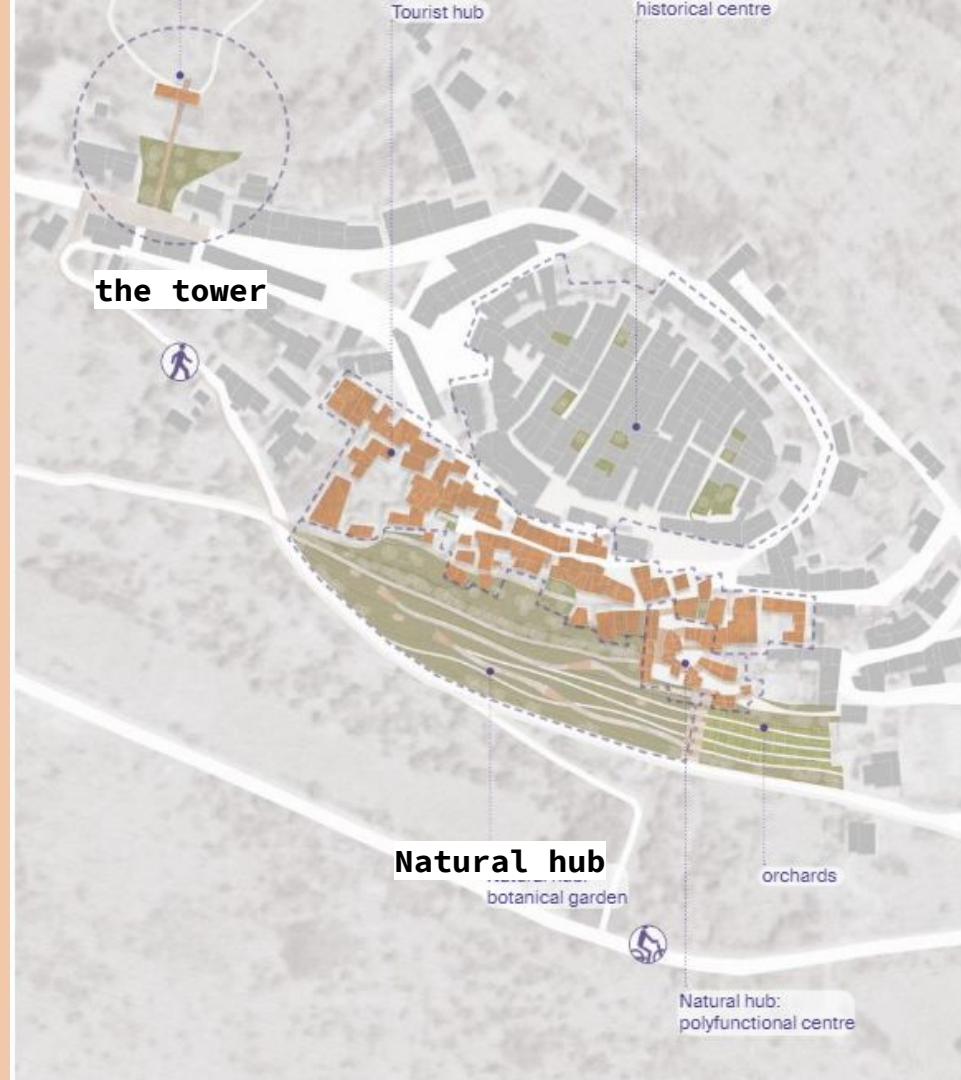 Tourist hub
historical centre
the tower
Natural hub
botanical garden
orchards
Natural hub:
polyfunctional centre